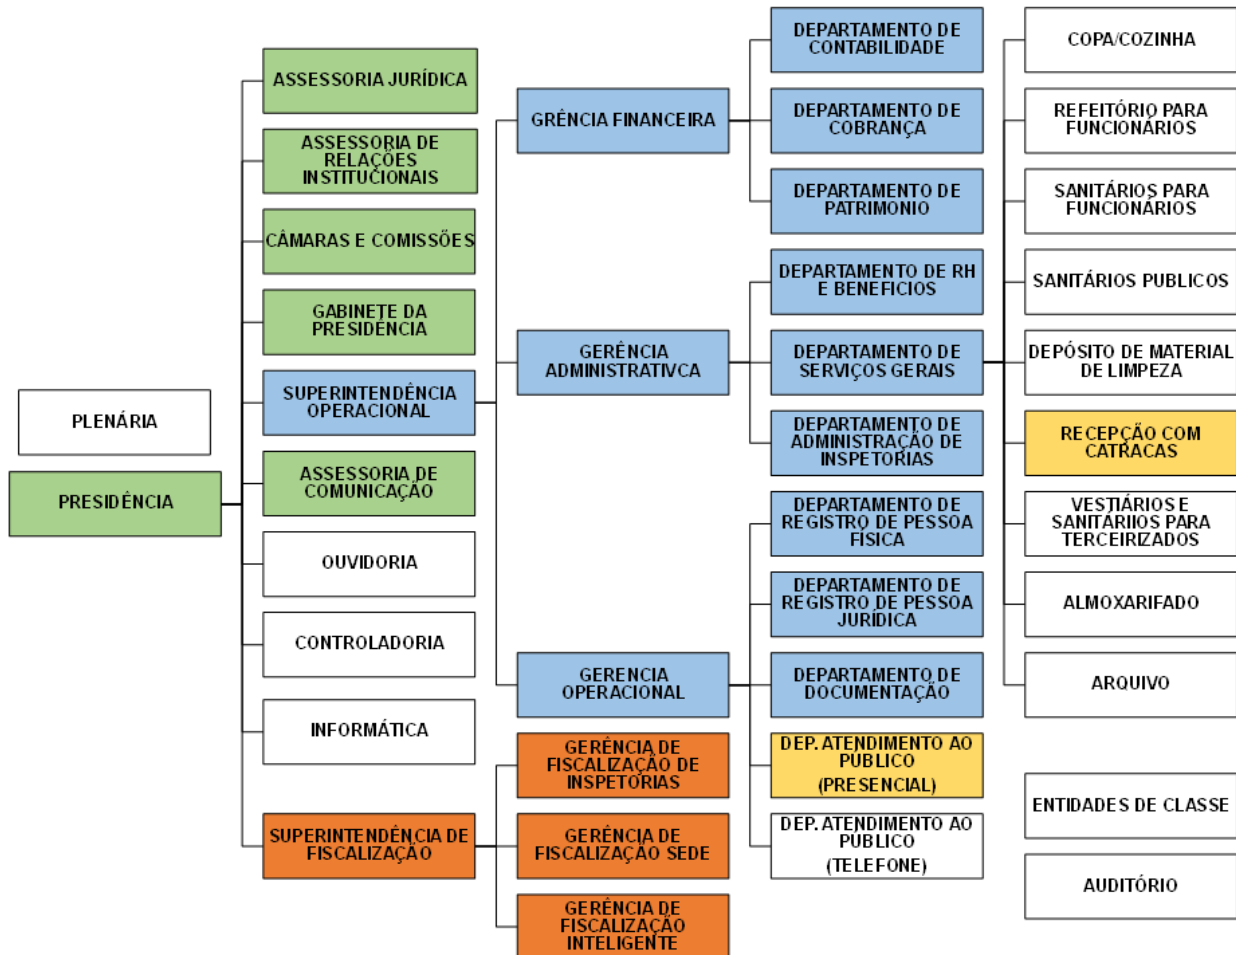 PLENÁRIA
PRESIDÊNCIA
ASSESSORIA JURÍDICA
ASSESSORIA DE
RELAÇÕES
INSTITUCIONAIS
CÂMARAS E COMISSÕES
GABINETE DA
PRESIDÊNCIA
SUPERINTENDÊNCIA
OPERACIONAL
ASSESSORIA DE
COMUNICAÇÃO
OUVIDORIA
CONTROLADORIA
INFORMÁTICA
SUPERINTENDÊNCIA DE
FISCALIZAÇÃO
GRÊNCIA FINANCEIRA
GERÊNCIA
ADMINISTRATIVCA
GERENCIA
OPERACIONAL
GERÊNCIA DE
FISCALIZAÇÃO DE
INSPETORIAS
GERÊNCIA DE
FISCALIZAÇÃO SEDE
GERÊNCIA DE
FISCALIZAÇÃO
INTELIGENTE
DEPARTAMENTO DE
CONTABILIDADE
DEPARTAMENTO DE
COBRANÇA
DEPARTAMENTO DE
PATRIMONIO
DEPARTAMENTO DE RH
E BENEFICIOS
DEPARTAMENTO DE
SERVIÇOS GERAIS
DEPARTAMENTO DE
ADMINISTRAÇÃO DE
INSPETORIAS
DEPARTAMENTO DE
REGISTRO DE PESSOA
FÍSICA
DEPARTAMENTO DE
REGISTRO DE PESSOA
JURÍDICA
DEPARTAMENTO DE
DOCUMENTAÇÃO
DEP. ATENDIMENTO AO
PÚBLICO
(PRESENCIAL)
DEP. ATENDIMENTO AO
PÚBLICO
(TELEFONE)
COPA/COZINHA
REFEITÓRIO PARA
FUNCIONÁRIOS
SANITÁRIOS PARA
FUNCIONÁRIOS
SANITÁRIOS PUBLICOS
DEPÓSITO DE MATERIAL
DE LIMPEZA
RECEPÇÃO COM
CATRACAS
VESTIÁRIOS E
SANITÁRIIOS PARA
TERCEIRIZADOS
ALMOXARIFADO
ARQUIVO
ENTIDADES DE CLASSE
AUDITÓRIO